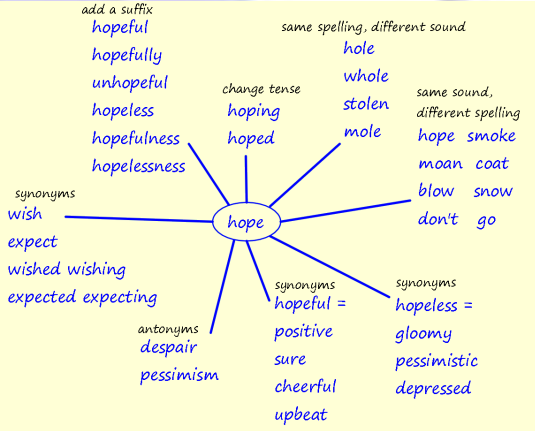 add a suffix
hopeful
hopefully
unhopeful
hopeless
hopefulness
hopelessness
change tense
hoping
hoped
same spelling, different sound
hole
whole
stolen
mole
same sound,
different spelling
hope smoke
moan coat
blow snow
don't go
hope
synonyms
wish
expect
wished wishing
expected expecting
antonyms
despair
pessimism
synonyms
hopeful =
positive
sure
cheerful
upbeat
synonyms
hopeless =
gloomy
pessimistic
depressed